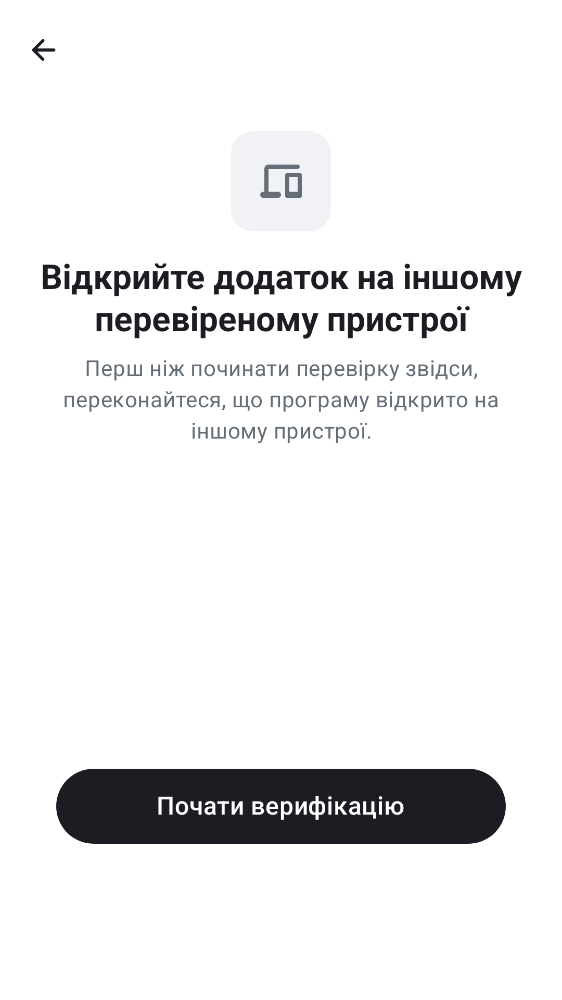 Відкрийте додаток на іншому
перевіреному пристрої
Перш ніж починати перевірку звідси,
переконайтеся, що програму відкрито на
іншому пристрої.
Почати верифікацію